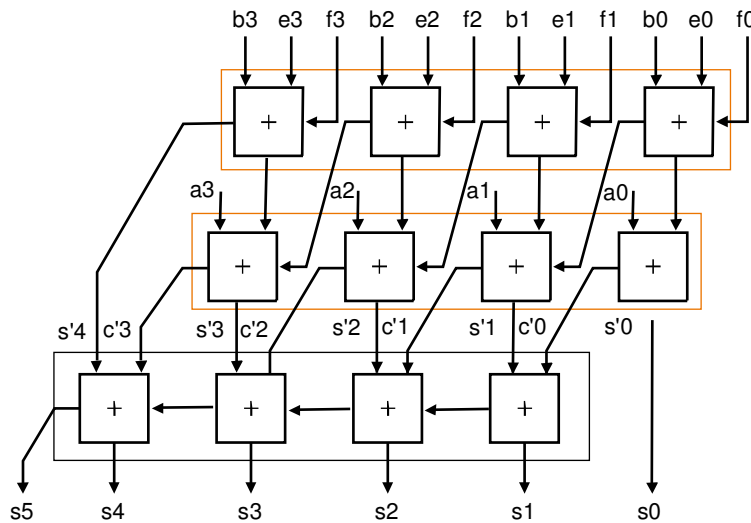 b3 e3 f3 b2 e2 f2 b1 e1 f1 b0 e0 f0
+ + + +
a3 a2 a1 a0
+ + + +
s'4 c'3 s'3 c'2 s'2 c'1 s'1 c'0 s'0
+ + + +
s5 s4 s3 s2 s1 s0